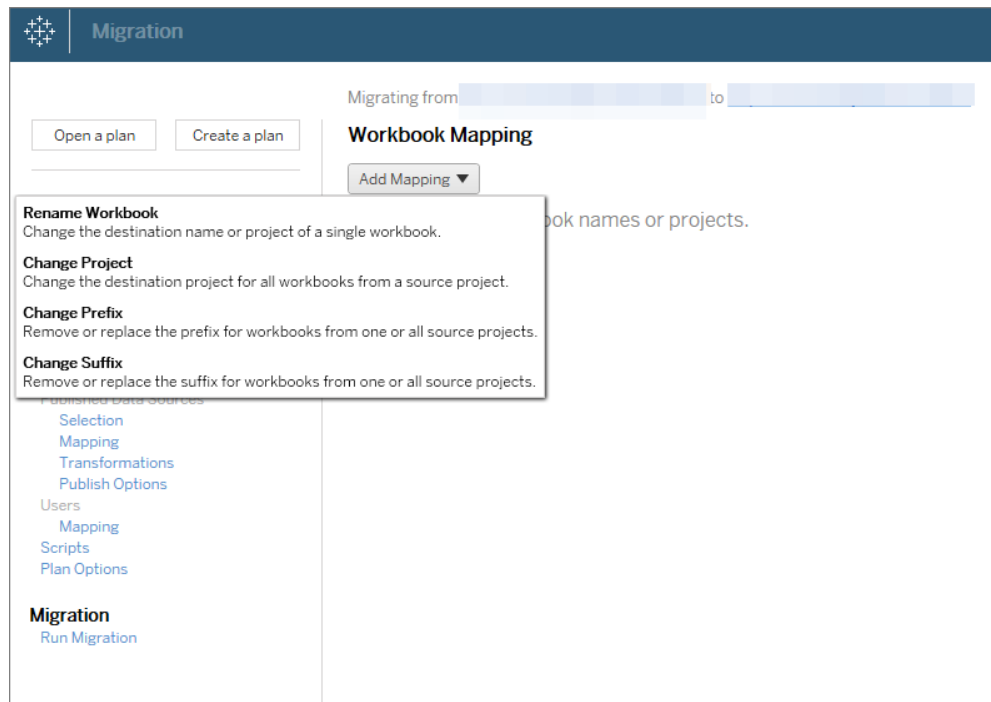 Migration
Migrating from to
Open a plan
Create a plan
Workbook Mapping
Add Mapping ▼
ook names or projects.
Rename Workbook
Change the destination name or project of a single workbook.
Change Project
Change the destination project for all workbooks from a source project.
Change Prefix
Remove or replace the prefix for workbooks from one or all source projects.
Change Suffix
Remove or replace the suffix for workbooks from one or all source projects.
Published Data Sources
Selection
Mapping
Transformations
Publish Options
Users
Mapping
Scripts
Plan Options
Migration
Run Migration